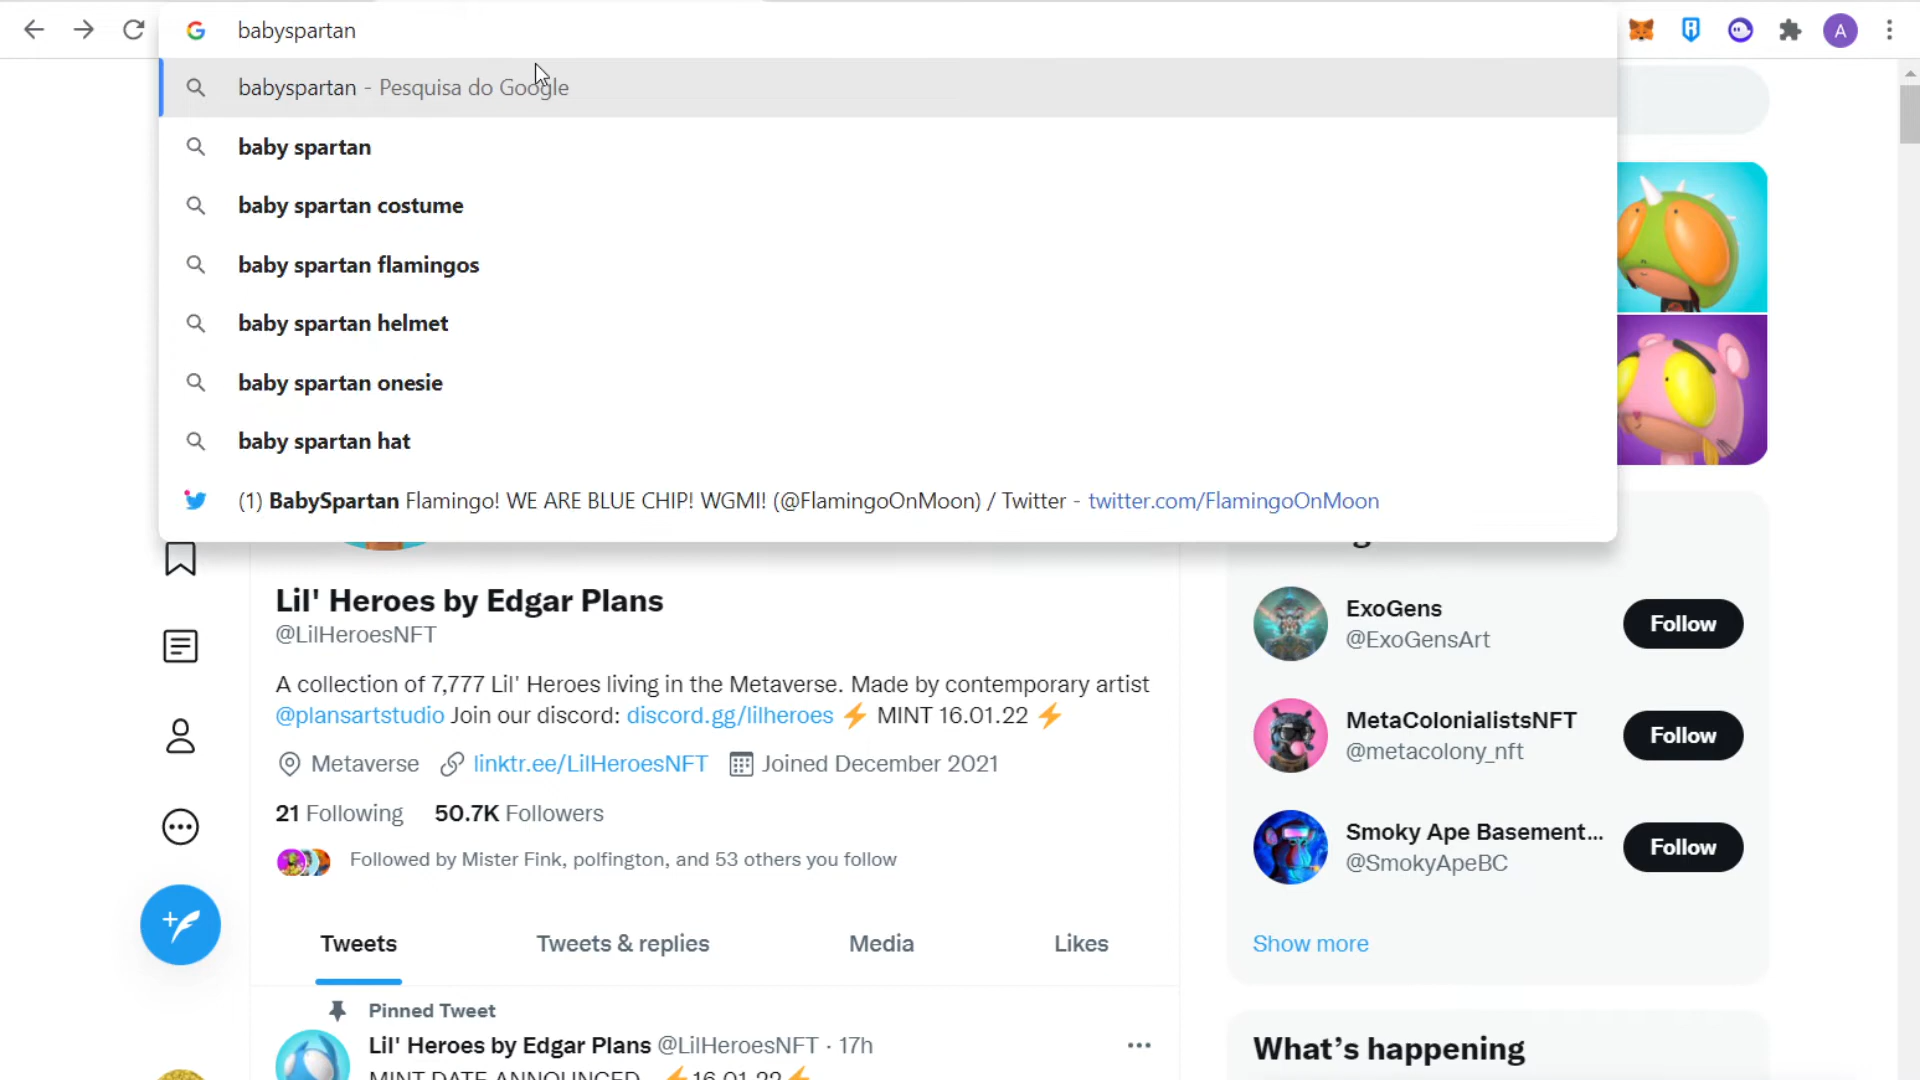 babyspartan
A
babyspartan - Pesquisa do Google
baby spartan
baby spartan costume
baby spartan flamingos
baby spartan helmet
baby spartan onesie
baby spartan hat
(1) BabySpartan Flamingo! WE ARE BLUE CHIP! WGMI! (@FlamingoOnMoon) / Twitter - twitter.com/FlamingoOnMoon
Lil' Heroes by Edgar Plans
@LilHeroesNFT
A collection of 7,777 Lil' Heroes living in the Metaverse. Made by contemporary artist
@plansartstudio Join our discord: discord.gg/lilheroes ⚡ MINT 16.01.22 ⚡
Metaverse linktr.ee/LilHeroesNFT Joined December 2021
21 Following 50.7K Followers
Followed by Mister Fink, polfington, and 53 others you follow
Tweets Tweets & replies Media Likes
Pinned Tweet
Lil' Heroes by Edgar Plans @LilHeroesNFT · 17h
MINT DATE ANNOUNCED ⚡16.01.22⚡
ExoGens
@ExoGensArt
Follow
MetaColonialistsNFT
@metacolony_nft
Follow
Smoky Ape Basement...
@SmokyApeBC
Follow
Show more
What's happening